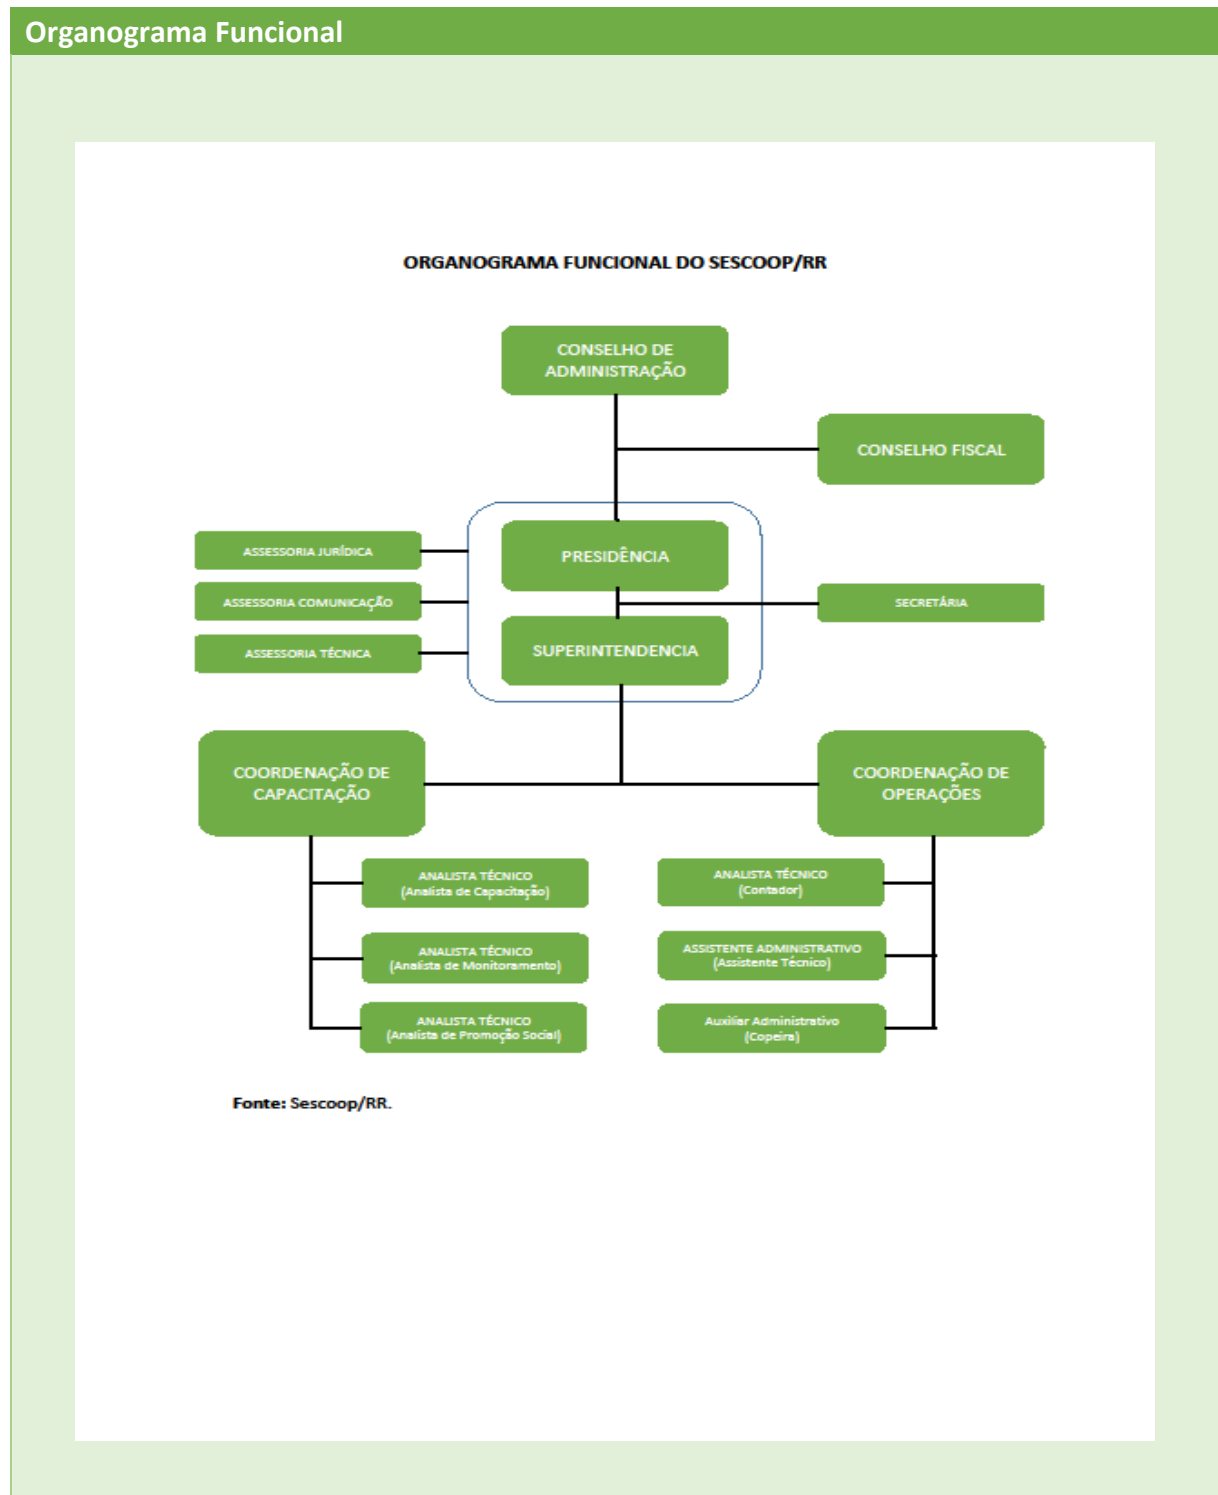 Organograma Funcional
ORGANOGRAMA FUNCIONAL DO SESCOOP/RR
CONSELHO DE
ADMINISTRAÇÃO
CONSELHO FISCAL
ASSESSORIA JURÍDICA
ASSESSORIA COMUNICAÇÃO
ASSESSORIA TÉCNICA
PRESIDÊNCIA
SUPERINTENDENCIA
SECRETÁRIA
COORDENAÇÃO DE
CAPACITAÇÃO
COORDENAÇÃO DE
OPERAÇÕES
ANALISTA TÉCNICO
(Analista de Capacitação)
ANALISTA TÉCNICO
(Analista de Monitoramento)
ANALISTA TÉCNICO
(Analista de Promoção Social)
ANALISTA TÉCNICO
(Contador)
ASSISTENTE ADMINISTRATIVO
(Assistente Técnico)
Auxiliar Administrativo
(Copeira)
Fonte: Sescoop/RR.